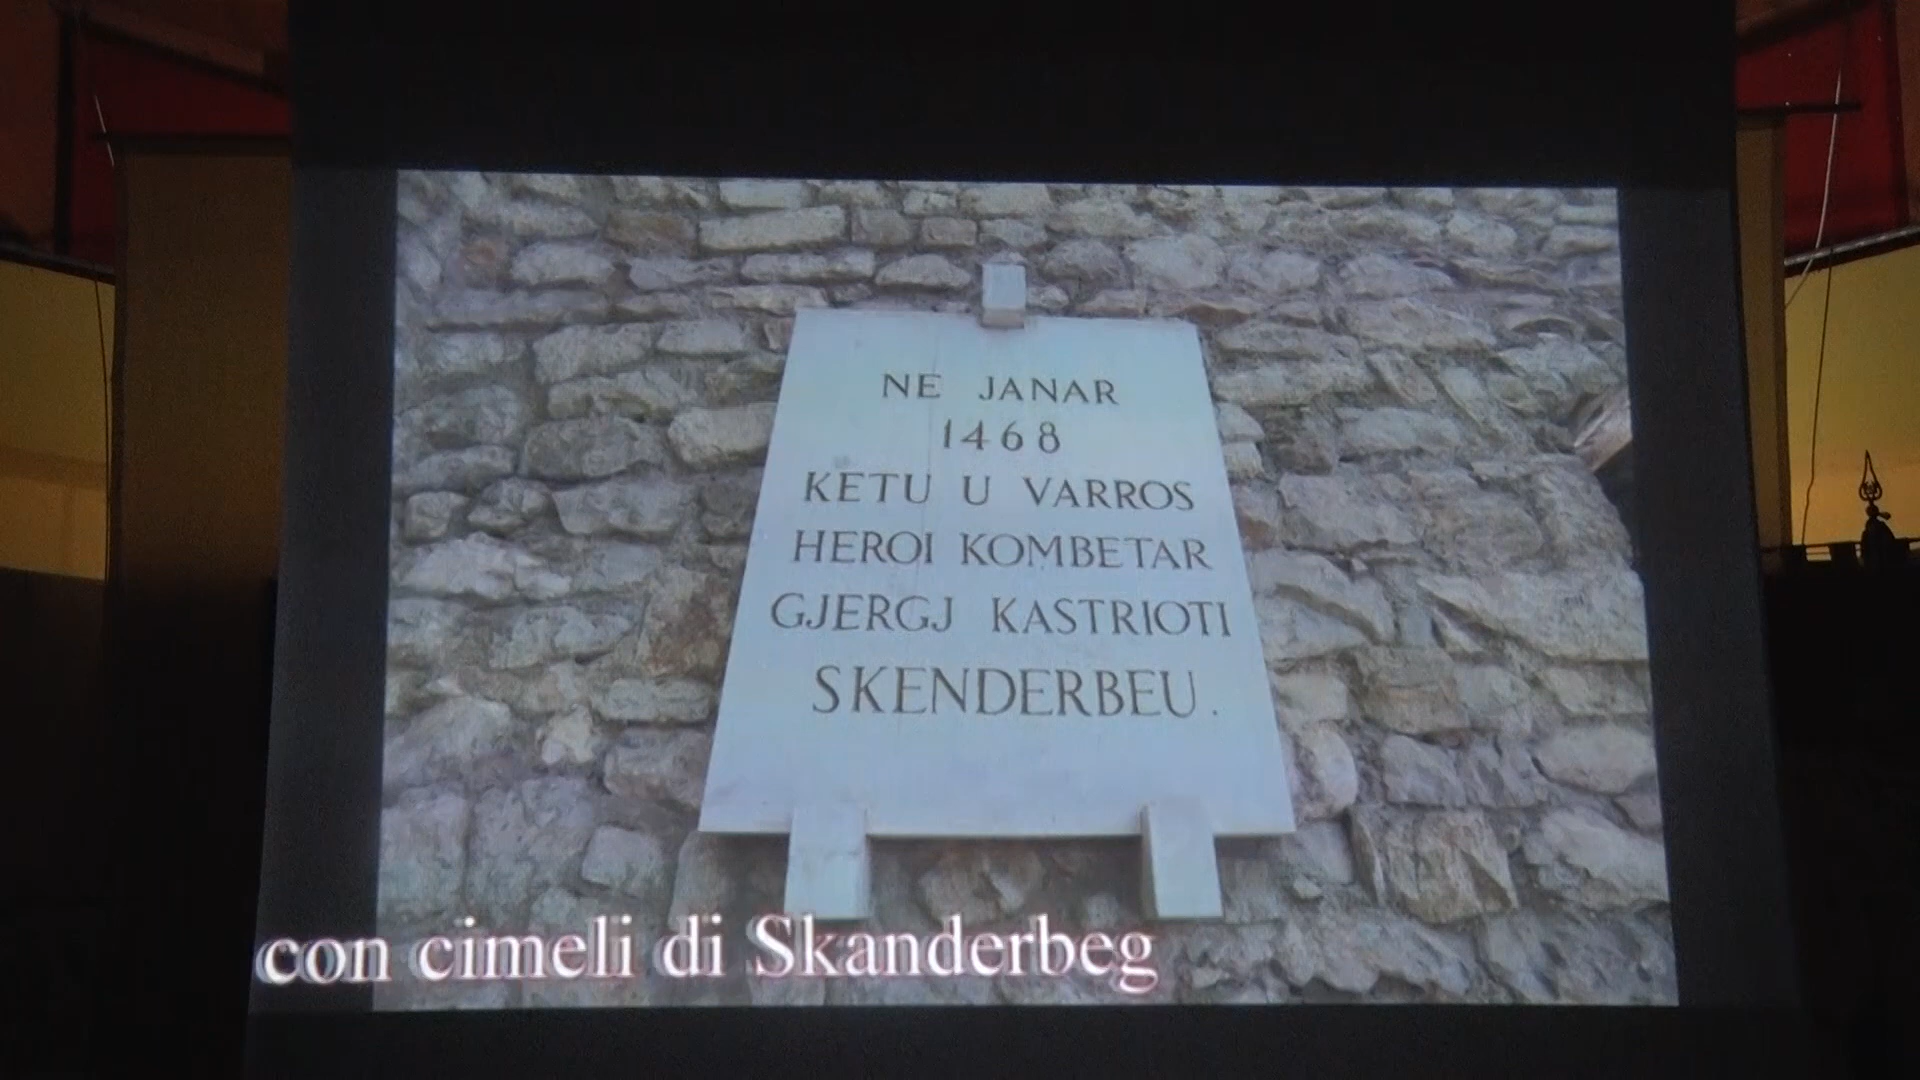 NE JANAR
1468
KETU U VARROS
HEROI KOMBETAR
GJERGJ KASTRIOTI
SKENDERBEU.
con cimeli di Skanderbeg